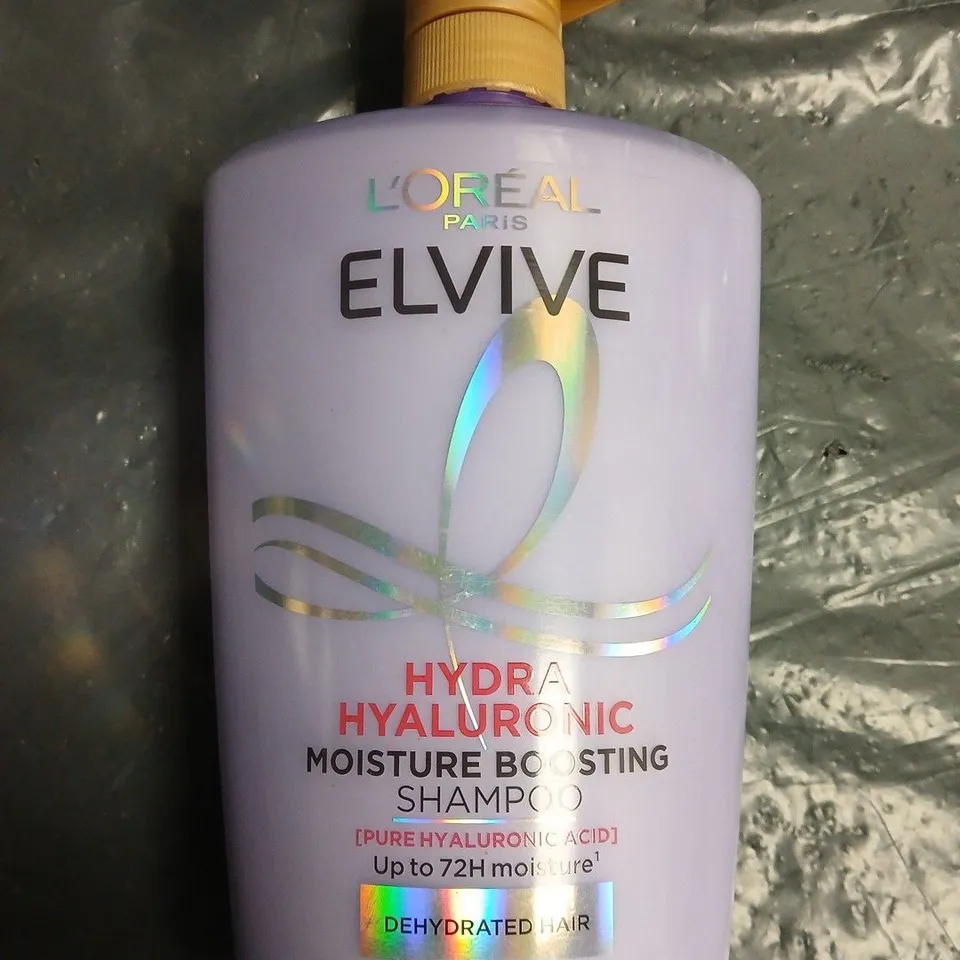 L'ORÉAL
PARIS
ELVIVE
HYDRA
HYALURONIC
MOISTURE BOOSTING
SHAMPOO
[PURE HYALURONIC ACID]
Up to 72H moisture¹
DEHYDRATED HAIR